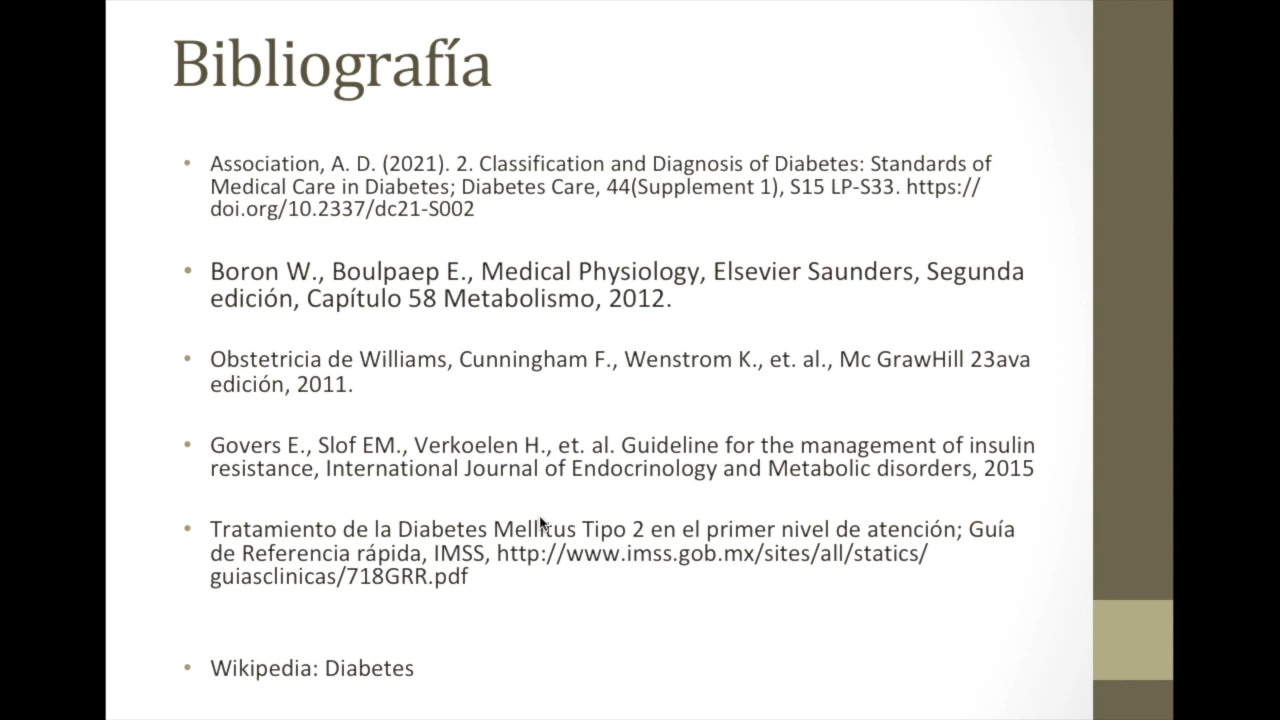 Bibliografía
• Association, A. D. (2021). 2. Classification and Diagnosis of Diabetes: Standards of
Medical Care in Diabetes; Diabetes Care, 44(Supplement 1), S15 LP-S33. https://
doi.org/10.2337/dc21-S002
• Boron W., Boulpaep E., Medical Physiology, Elsevier Saunders, Segunda
edición, Capítulo 58 Metabolismo, 2012.
• Obstetricia de Williams, Cunningham F., Wenstrom K., et. al., Mc GrawHill 23ava
edición, 2011.
• Govers E., Slof EM., Verkoelen H., et. al. Guideline for the management of insulin
resistance, International Journal of Endocrinology and Metabolic disorders, 2015
• Tratamiento de la Diabetes Mellitus Tipo 2 en el primer nivel de atención; Guía
de Referencia rápida, IMSS, http://www.imss.gob.mx/sites/all/statics/
guiasclinicas/718GRR.pdf
• Wikipedia: Diabetes